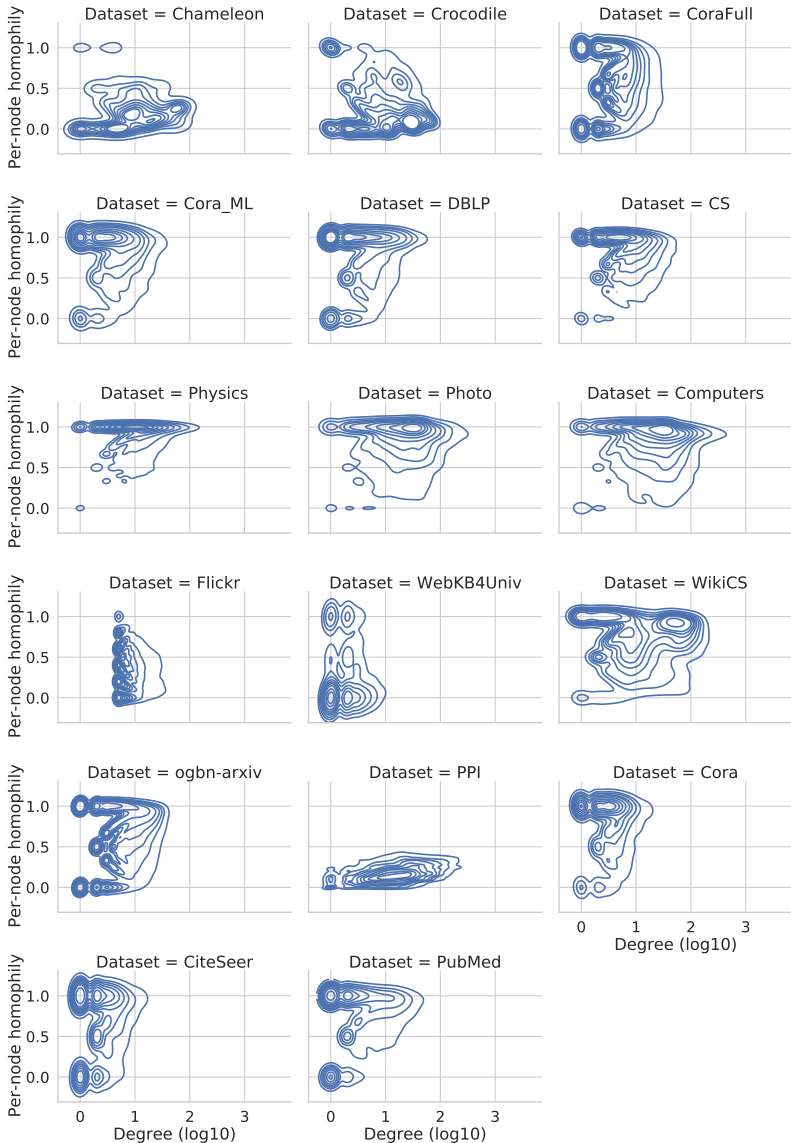 Dataset = Chameleon
Dataset = Crocodile
Dataset = CoraFull
Per-node homophily
1.0
0.5
0.0
Dataset = Cora_ML
Dataset = DBLP
Dataset = CS
Per-node homophily
1.0
0.5
0.0
Dataset = Physics
Dataset = Photo
Dataset = Computers
Per-node homophily
1.0
0.5
0.0
Dataset = Flickr
Dataset = WebKB4Univ
Dataset = WikiCS
Per-node homophily
1.0
0.5
0.0
Dataset = ogbn-arxiv
Dataset = PPI
Dataset = Cora
Per-node homophily
1.0
0.5
0.0
0 1 2 3
Degree (log10)
Dataset = CiteSeer
Dataset = PubMed
Per-node homophily
1.0
0.5
0.0
0 1 2 3
Degree (log10)
0 1 2 3
Degree (log10)